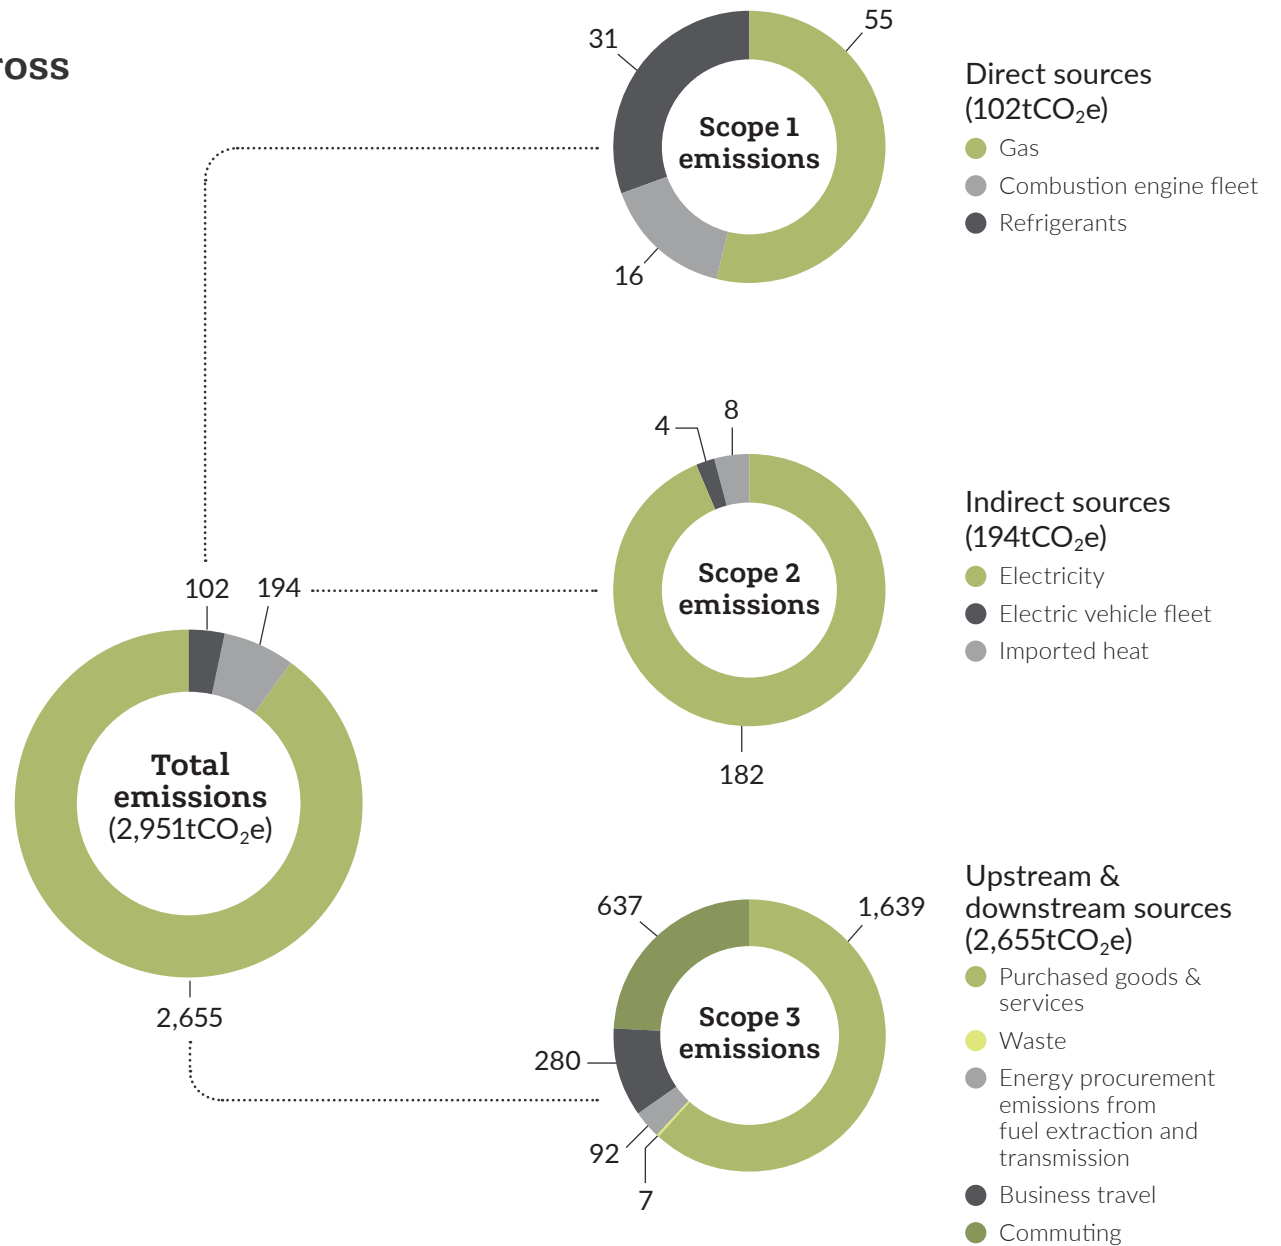 55
31
Scope 1
emissions
16
Direct sources
(102tCO₂e)
Gas
Combustion engine fleet
Refrigerants
4
8
Scope 2
emissions
182
Indirect sources
(194tCO₂e)
Electricity
Electric vehicle fleet
Imported heat
102
194
Total
emissions
(2,951tCO₂e)
2,655
637
1,639
Scope 3
emissions
280
92
7
Upstream &
downstream sources
(2,655tCO₂e)
Purchased goods &
services
Waste
Energy procurement
emissions from
fuel extraction and
transmission
Business travel
Commuting